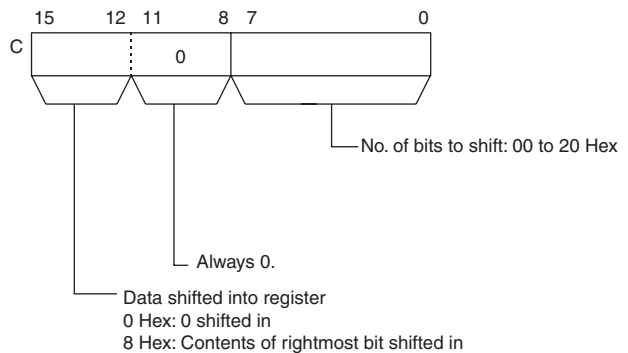 15 12 11 8 7 0
C
0
No. of bits to shift: 00 to 20 Hex
Always 0.
Data shifted into register
0 Hex: 0 shifted in
8 Hex: Contents of rightmost bit shifted in